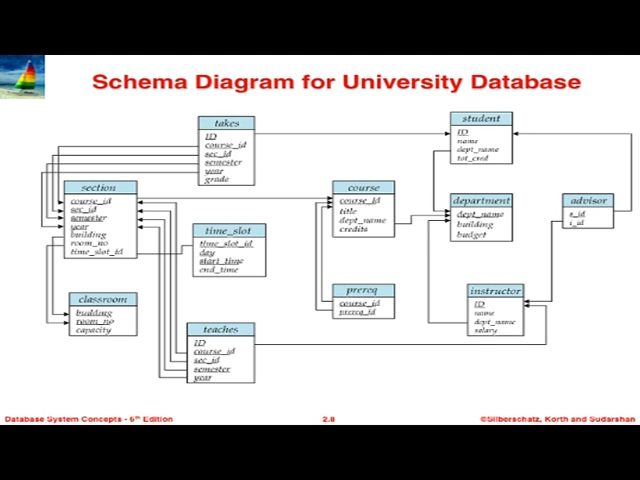 Schema Diagram for University Database
takes
ID
course_id
sec_id
semester
year
grade
student
ID
name
dept_name
tot_cred
section
course_id
sec_id
semester
year
building
room_no
time_slot_id
course
course_id
title
dept_name
credits
department
dept_name
building
budget
advisor
s_id
i_id
time_slot
time_slot_id
day
start_time
end_time
prereq
course_id
prereq_id
instructor
ID
name
dept_name
salary
classroom
building
room_no
capacity
teaches
ID
course_id
sec_id
semester
year
Database System Concepts - 6th Edition
2.8
©Silberschatz, Korth and Sudarshan